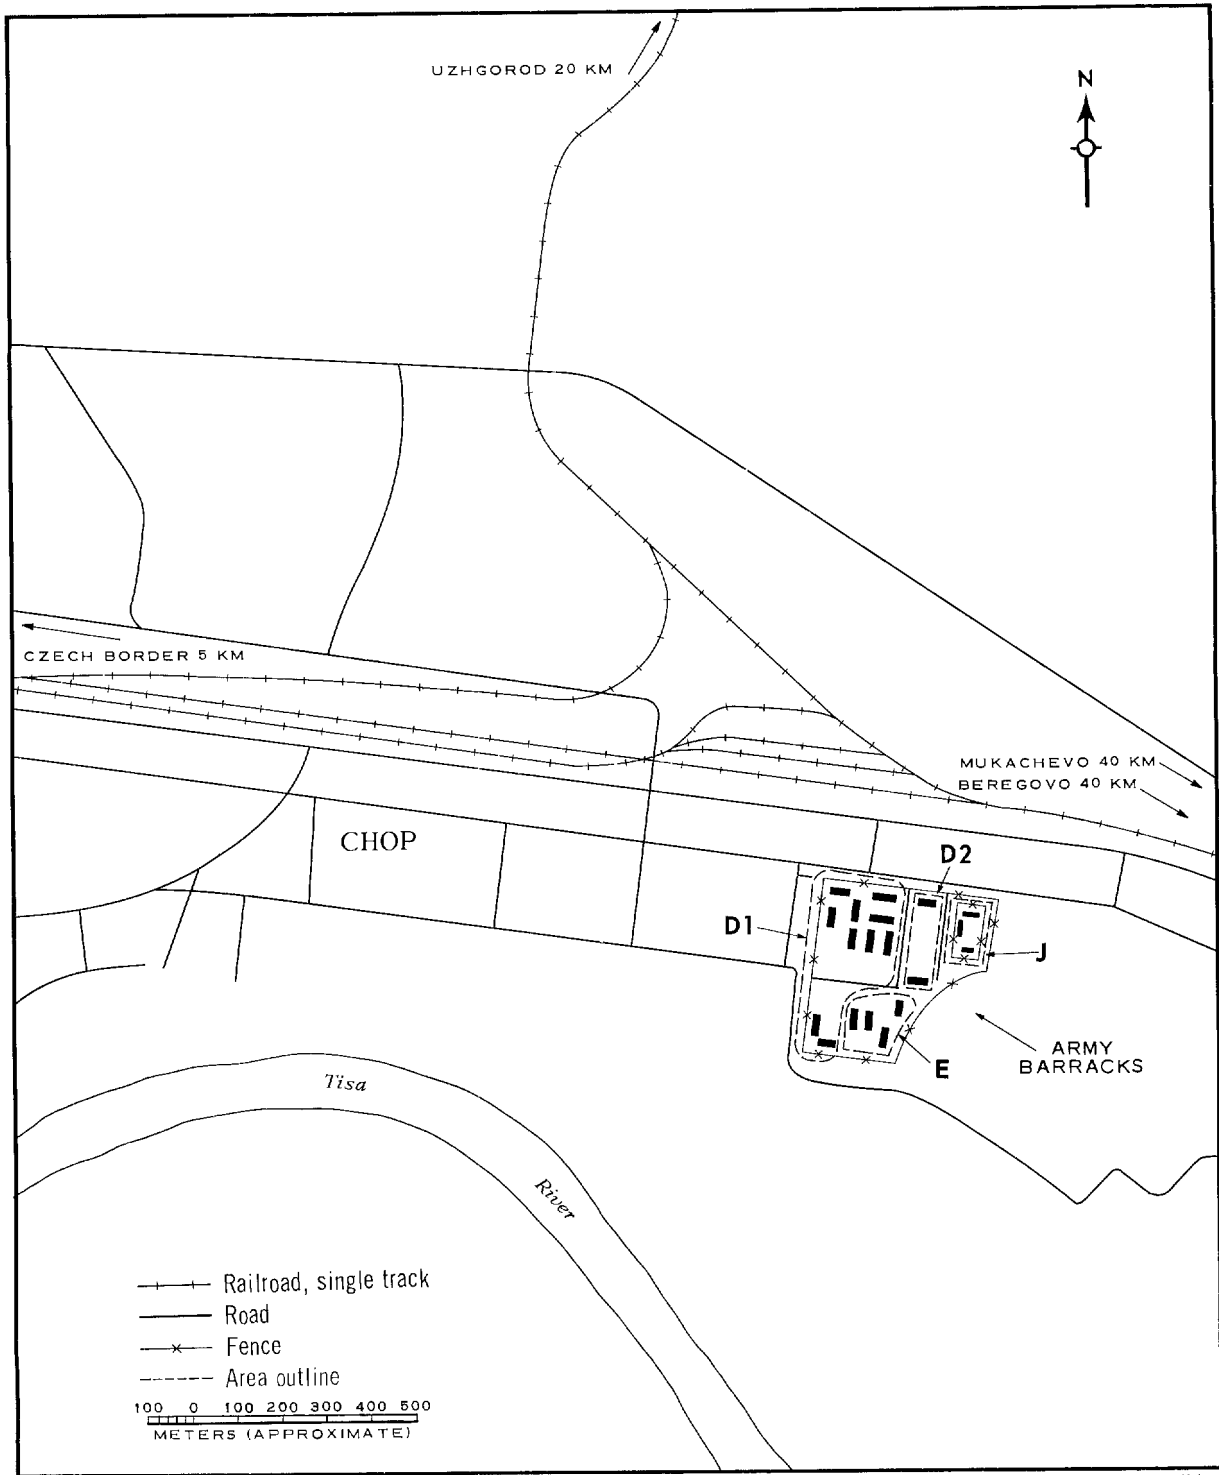 UZHGOROD 20 KM
N
CZECH BORDER 5 KM
MUKACHEVO 40 KM
BEREGOVO 40 KM
CHOP
D2
D1
J
ARMY
BARRACKS
E
Tisa
River
Railroad, single track
Road
Fence
Area outline
100 0 100 200 300 400 500
METERS (APPROXIMATE)